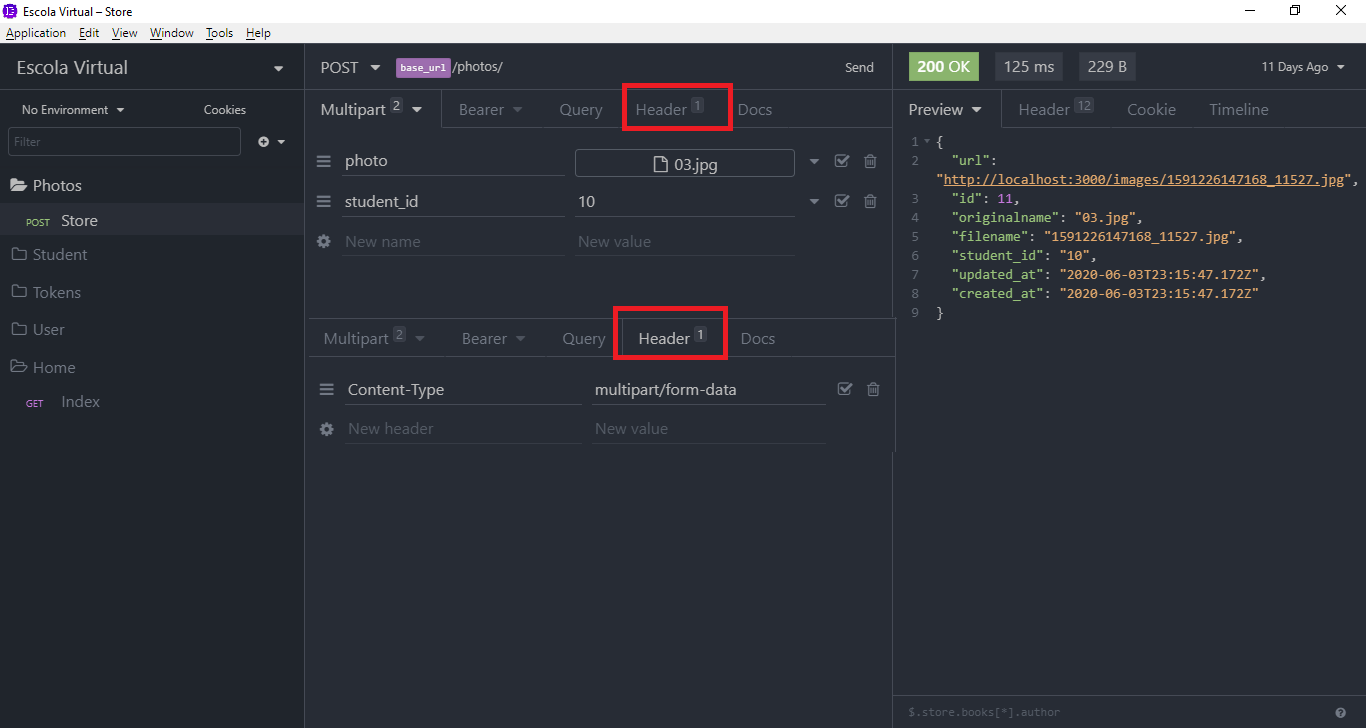 Escola Virtual – Store
Application Edit View Window Tools Help
Escola Virtual
No Environment Cookies
Filter
Photos
POST Store
Student
Tokens
User
Home
GET Index
POST base_url/photos/ Send
Multipart 2 Bearer Query Header 1 Docs
photo 03.jpg
student_id 10
New name New value
Multipart 2 Bearer Query Header 1 Docs
Content-Type multipart/form-data
New header New value
200 OK 125 ms 229 B 11 Days Ago
Preview Header 12 Cookie Timeline
1 {
2 "url":
"http://localhost:3000/images/1591226147168_11527.jpg",
3 "id": 11,
4 "originalname": "03.jpg",
5 "filename": "1591226147168_11527.jpg",
6 "student_id": "10",
7 "updated_at": "2020-06-03T23:15:47.172Z",
8 "created_at": "2020-06-03T23:15:47.172Z"
9 }
$.store.books[*].author